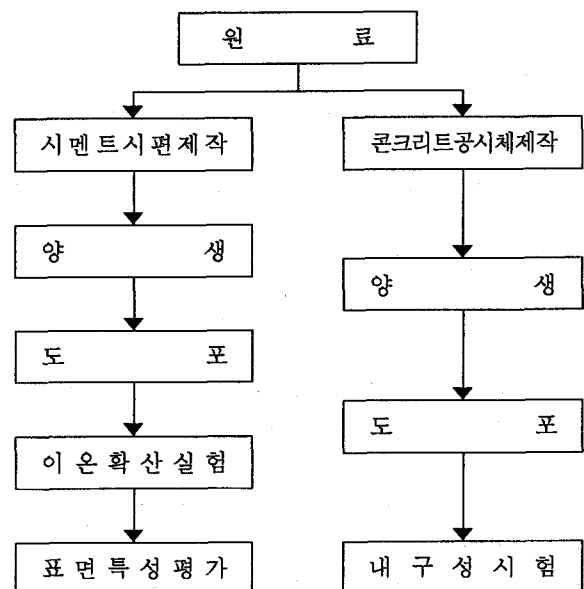 원 료
시멘트시편제작
콘크리트공시체제작
양 생
양 생
도 포
도 포
이온확산실험
표면특성평가
내구성시험